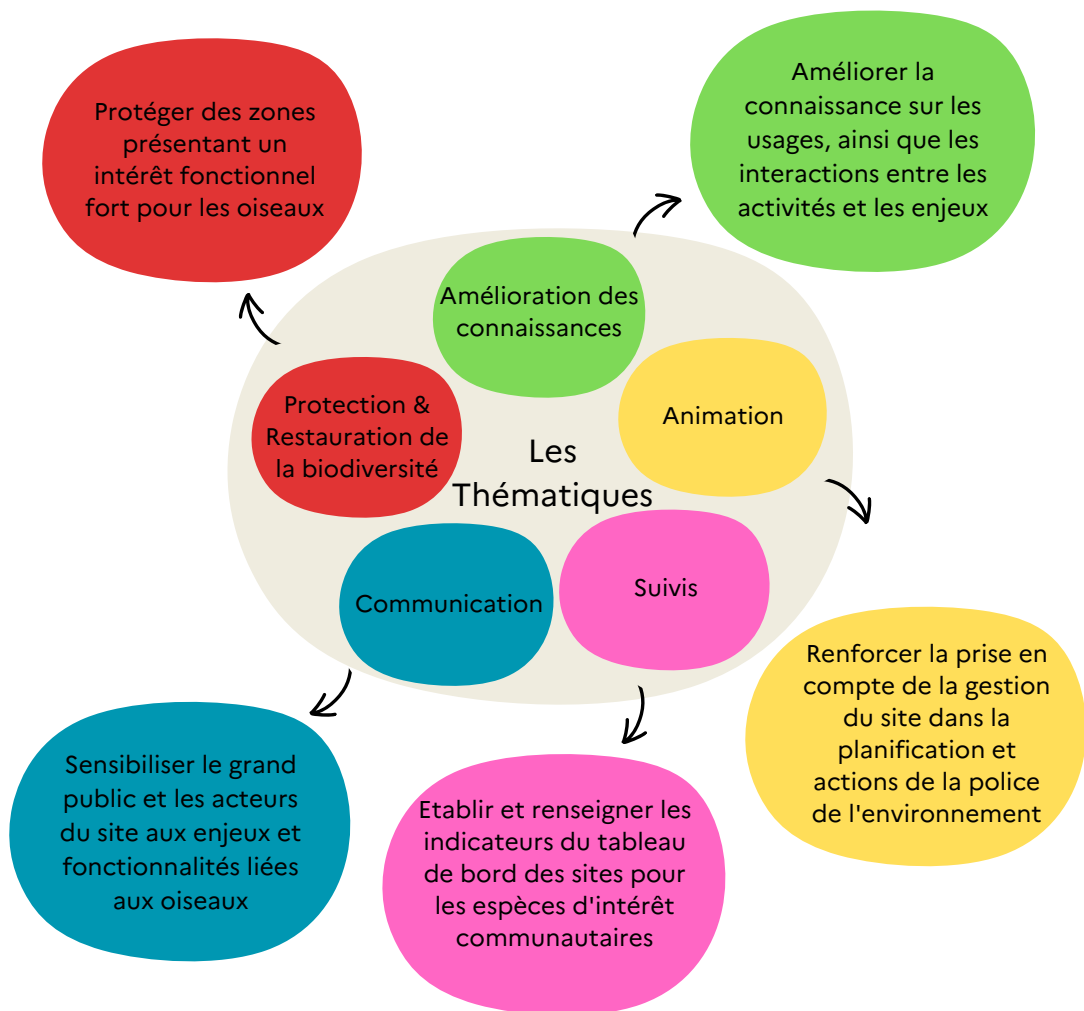 Protéger des zones
présentant un
intérêt fonctionnel
fort pour les oiseaux
Améliorer la
connaissance sur les
usages, ainsi que les
interactions entre les
activités et les enjeux
Amélioration des
connaissances
Protection &
Restauration de
la biodiversité
Animation
Les
Thématiques
Communication
Suivis
Renforcer la prise en
compte de la gestion
du site dans la
planification et
actions de la police
de l'environnement
Sensibiliser le grand
public et les acteurs
du site aux enjeux et
fonctionnalités liées
aux oiseaux
Etablir et renseigner les
indicateurs du tableau
de bord des sites pour
les espèces d'intérêt
communautaires